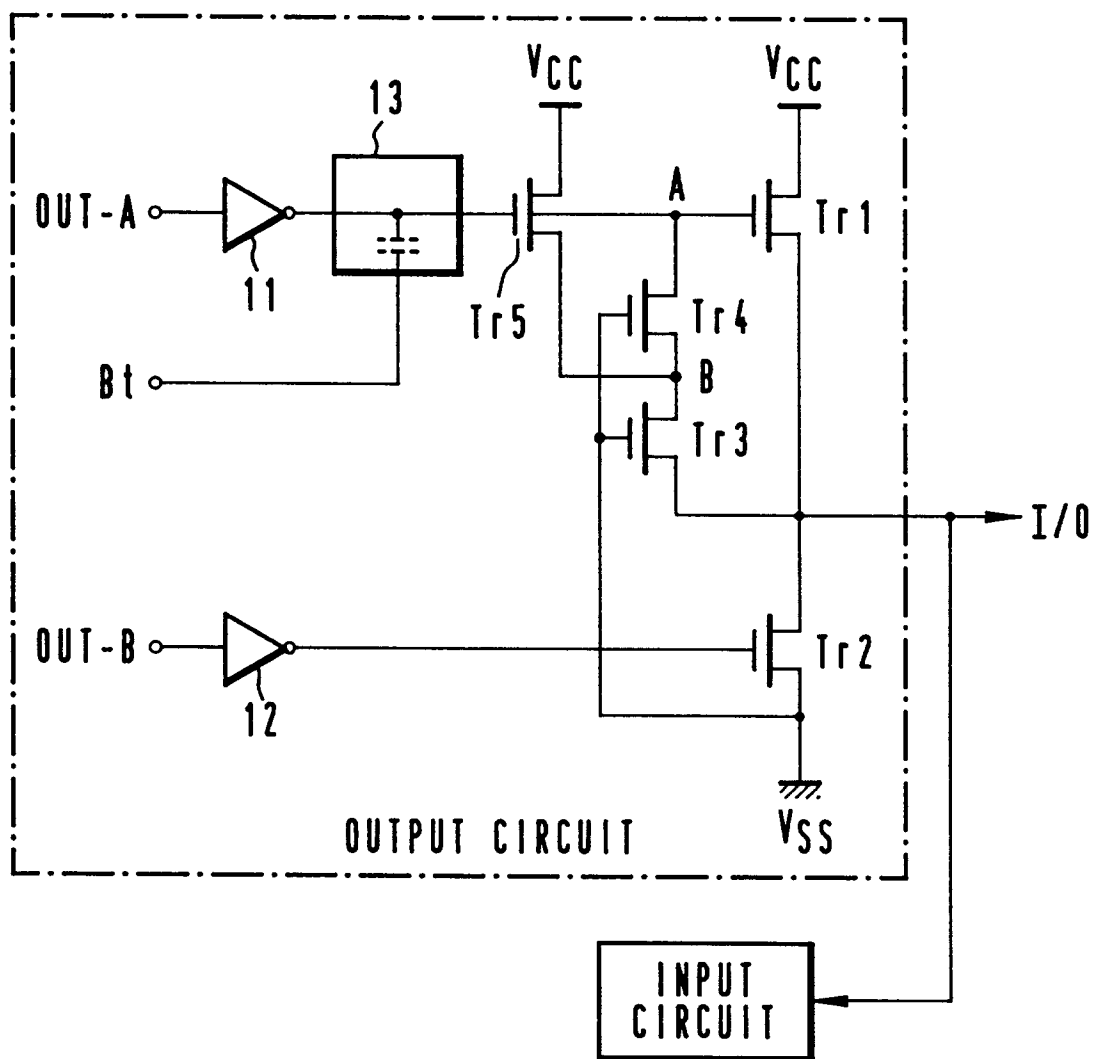 VCC
VCC
13
A
OUT-A
Tr1
11
Tr5
Tr4
Bt
B
Tr3
I/O
OUT-B
Tr2
12
VSS
OUTPUT CIRCUIT
INPUT
CIRCUIT